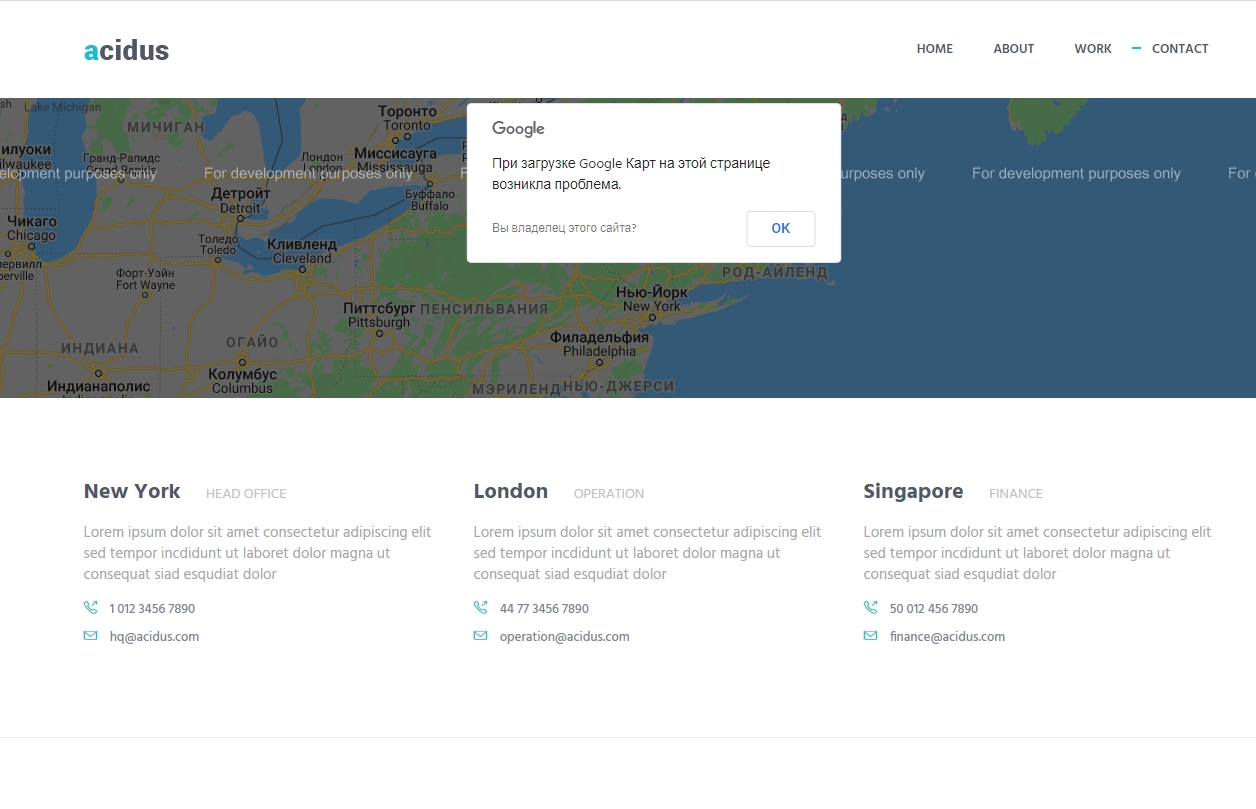 acidus
HOME
ABOUT
WORK
CONTACT
sh
Lake Michigan
МИЧИГАН
Торонто
Toronto
илуоки
ilwaukee
Гранд-Рапидс
Grand Rapids
Лондон
London
Миссисауга
Mississauga
elopment purposes only
For development purposes only
F
urposes only
For development purposes only
For
Детройт
Detroit
Буффало
Buffalo
Чикаго
Chicago
Толедо
Toledo
Кливленд
Cleveland
первилл
perville
Форт-Уэйн
Fort Wayne
Google
При загрузке Google Карт на этой странице
возникла проблема.
Вы владелец этого сайта?
OK
РОД-АЙЛЕНД
Нью-Йорк
New York
Питтсбург
Pittsburgh
ПЕНСИЛЬВАНИЯ
Филадельфия
Philadelphia
ИНДИАНА
ОГАЙО
Колумбус
Columbus
Индианаполис
МЭРИЛЕНД
НЬЮ-ДЖЕРСИ
New York HEAD OFFICE
Lorem ipsum dolor sit amet consectetur adipiscing elit
sed tempor incdidunt ut laboret dolor magna ut
consequat siad esqudiat dolor
1 012 3456 7890
hq@acidus.com
London OPERATION
Lorem ipsum dolor sit amet consectetur adipiscing elit
sed tempor incdidunt ut laboret dolor magna ut
consequat siad esqudiat dolor
44 77 3456 7890
operation@acidus.com
Singapore FINANCE
Lorem ipsum dolor sit amet consectetur adipiscing elit
sed tempor incdidunt ut laboret dolor magna ut
consequat siad esqudiat dolor
50 012 456 7890
finance@acidus.com